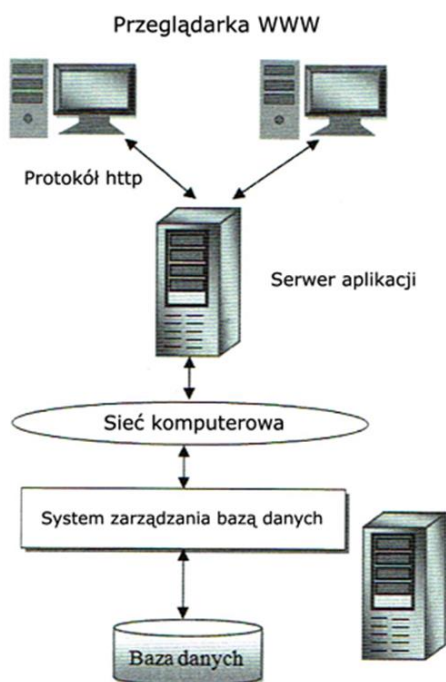 Przeglądarka WWW
Protokół http
Serwer aplikacji
Sieć komputerowa
System zarządzania bazą danych
Baza danych